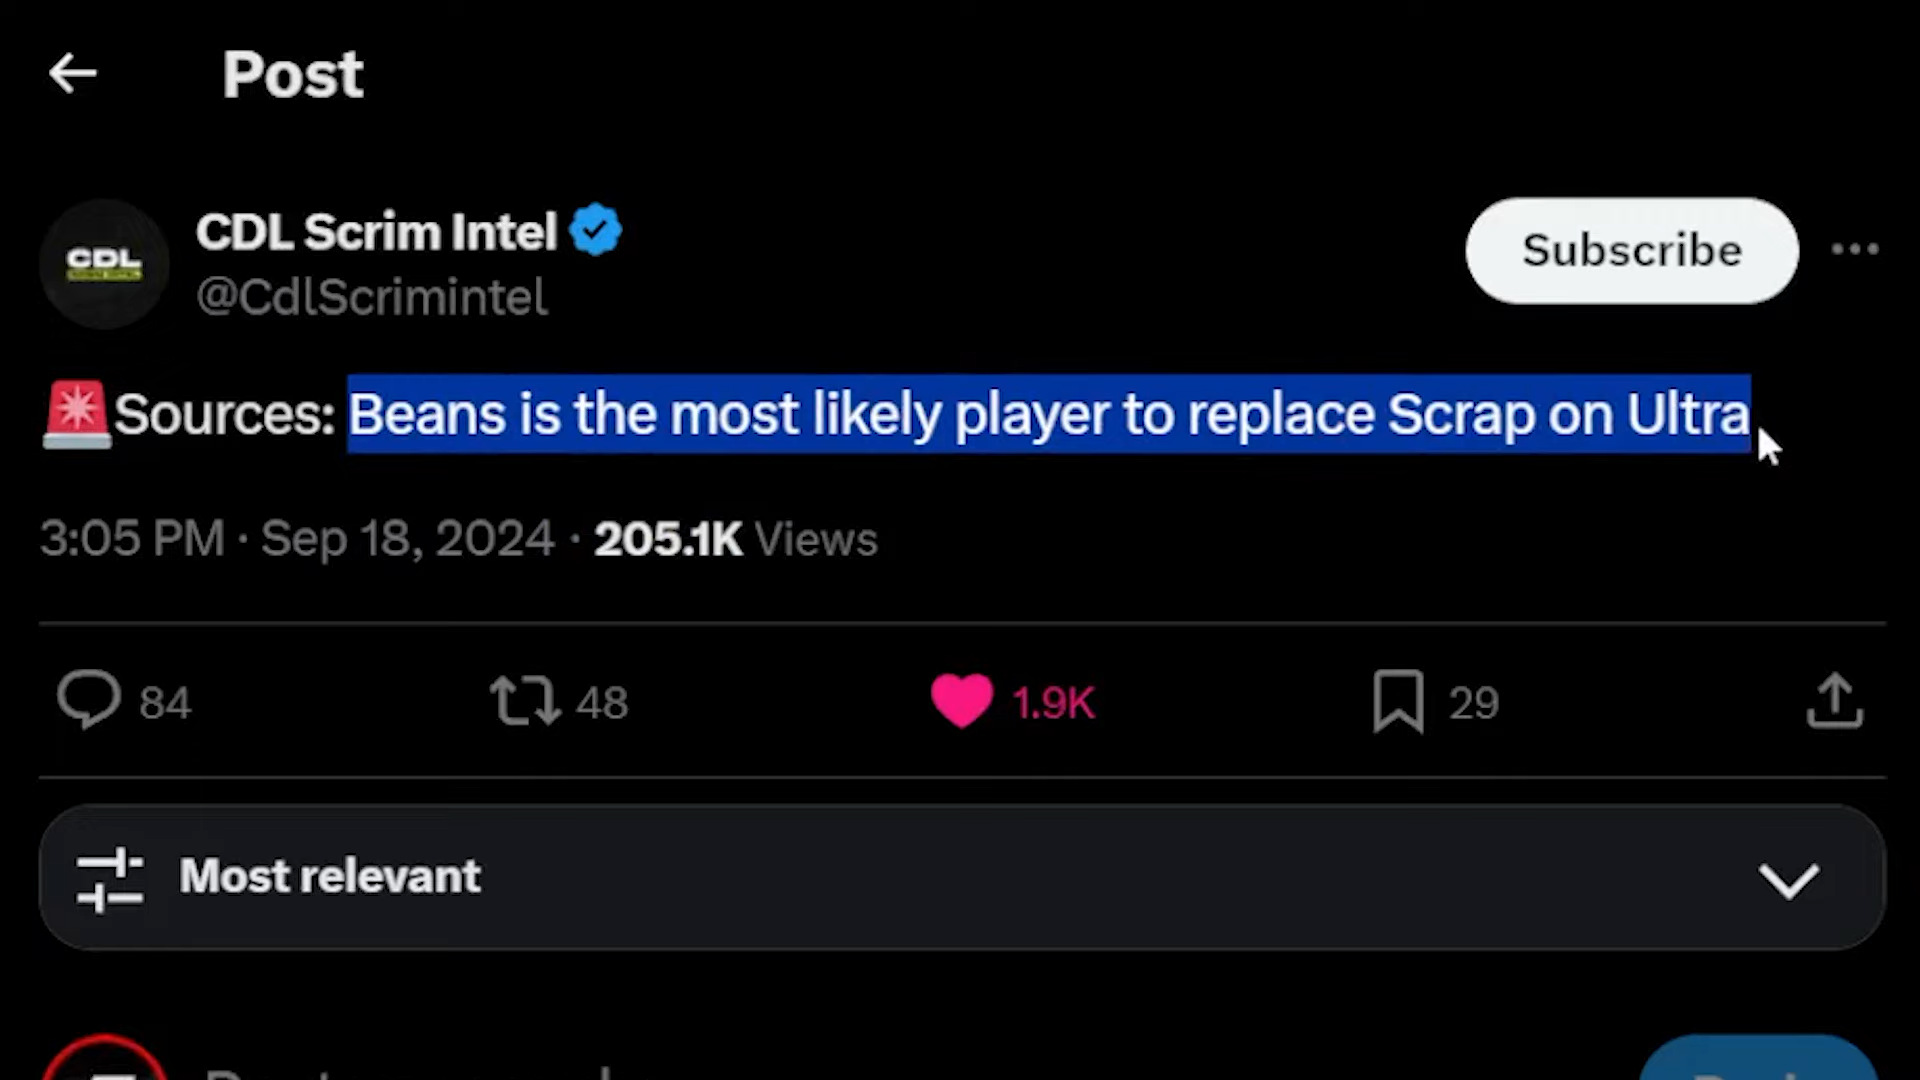 Post
CDL Scrim Intel
CDL
@CdlScrimintel
Subscribe
Sources: Beans is the most likely player to replace Scrap on Ultra
3:05 PM · Sep 18, 2024 · 205.1K Views
84 48 1.9K 29
Most relevant